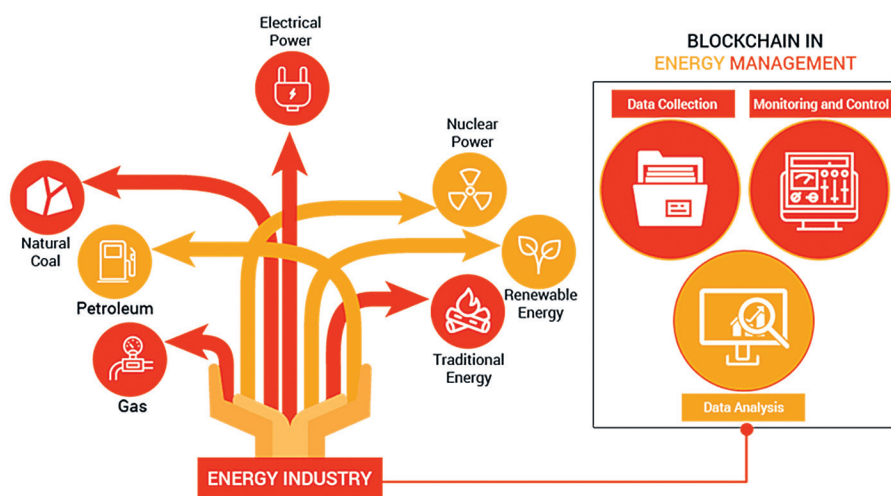 Electrical
Power
Nuclear
Power
Natural
Coal
Petroleum
Renewable
Energy
Gas
Traditional
Energy
ENERGY INDUSTRY
BLOCKCHAIN IN
ENERGY MANAGEMENT
Data Collection
Monitoring and Control
Data Analysis